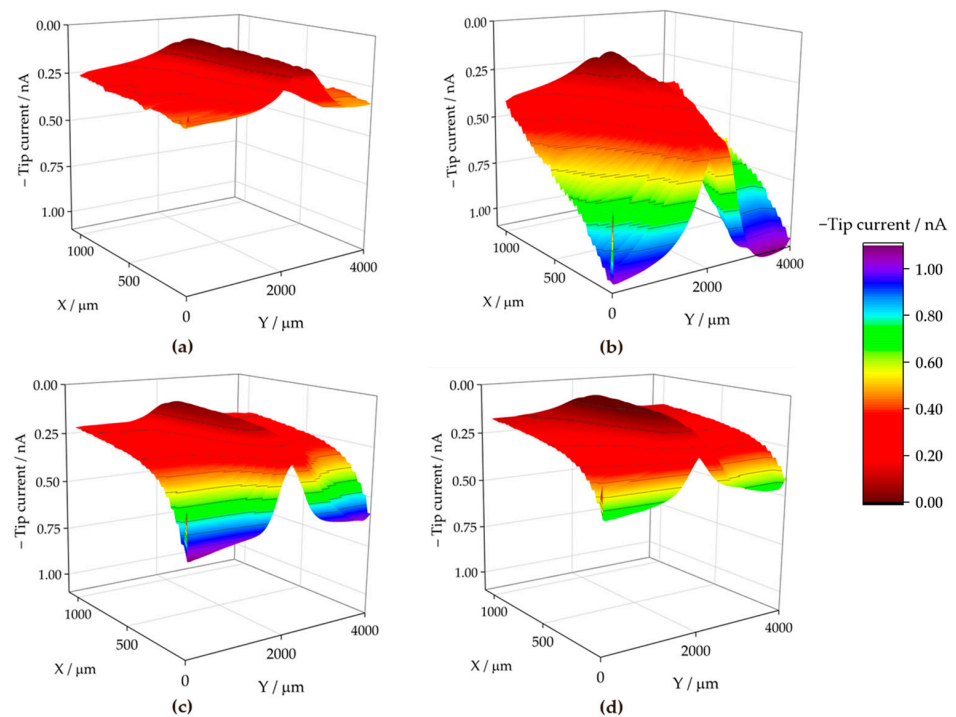 0.00
0.25
0.50
0.75
1.00
− Tip current / nA
1000
500
0
2000
4000
X / μm
Y / μm
(a)
0.00
0.25
0.50
0.75
1.00
− Tip current / nA
1000
500
0
2000
4000
X / μm
Y / μm
(b)
−Tip current / nA
1.00
0.80
0.60
0.40
0.20
0.00
0.00
0.25
0.50
0.75
1.00
− Tip current / nA
1000
500
0
2000
4000
X / μm
Y / μm
(c)
0.00
0.25
0.50
0.75
1.00
− Tip current / nA
1000
500
0
2000
4000
X / μm
Y / μm
(d)